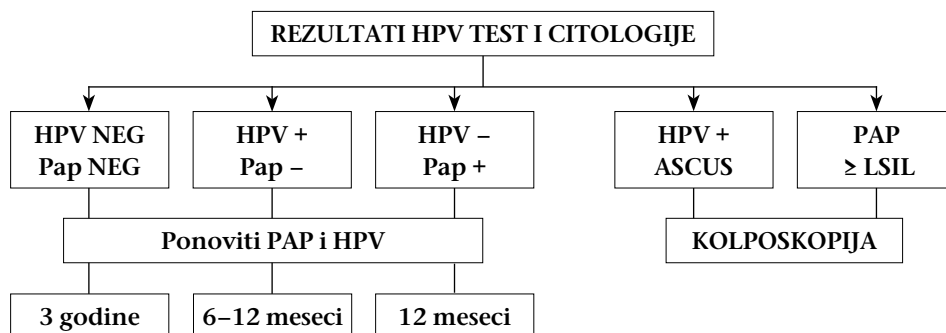 REZULTATI HPV TEST I CITOLOGIJE
HPV NEG
Pap NEG
HPV +
Pap –
HPV –
Pap +
HPV +
ASCUS
PAP
≥ LSIL
Ponoviti PAP i HPV
KOLPOSKOPIJA
3 godine
6–12 meseci
12 meseci